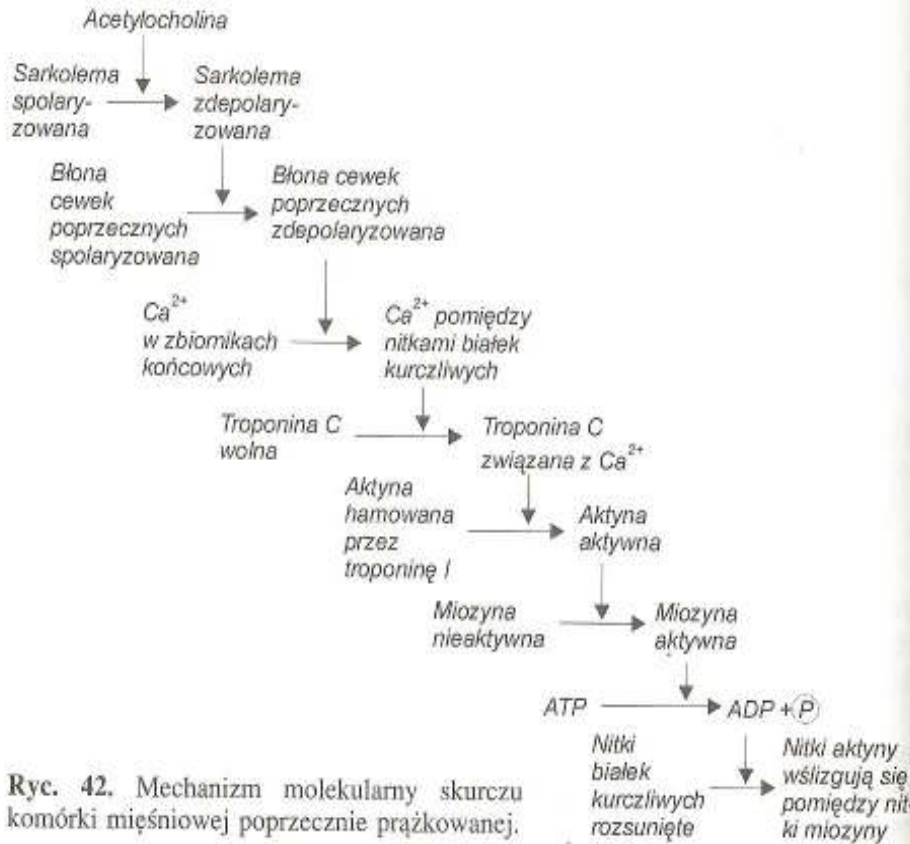 Acetylocholina
Sarkolema
spolary-
zowana
Sarkolema
zdepolary-
zowana
Błona
cewek
poprzecznych
spolaryzowana
Błona cewek
poprzecznych
zdepolaryzowana
Ca²⁺
w zbiornikach
końcowych
Ca²⁺ pomiędzy
nitkami białek
kurczliwych
Troponina C
wolna
Troponina C
związana z Ca²⁺
Aktyna
hamowana
przez
troponinę I
Aktyna
aktywna
Miozyna
nieaktywna
Miozyna
aktywna
ATP
ADP + P
Nitki
białek
kurczliwych
rozsunięte
Nitki aktyny
wślizgują się
pomiędzy nit-
ki miozyny
Ryc. 42. Mechanizm molekularny skurczu
komórki mięśniowej poprzecznie prążkowanej.